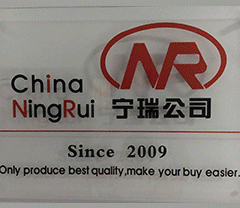 NR
China
NingRui 宁瑞公司
Since 2009
Only produce best quality,make your buy easier.